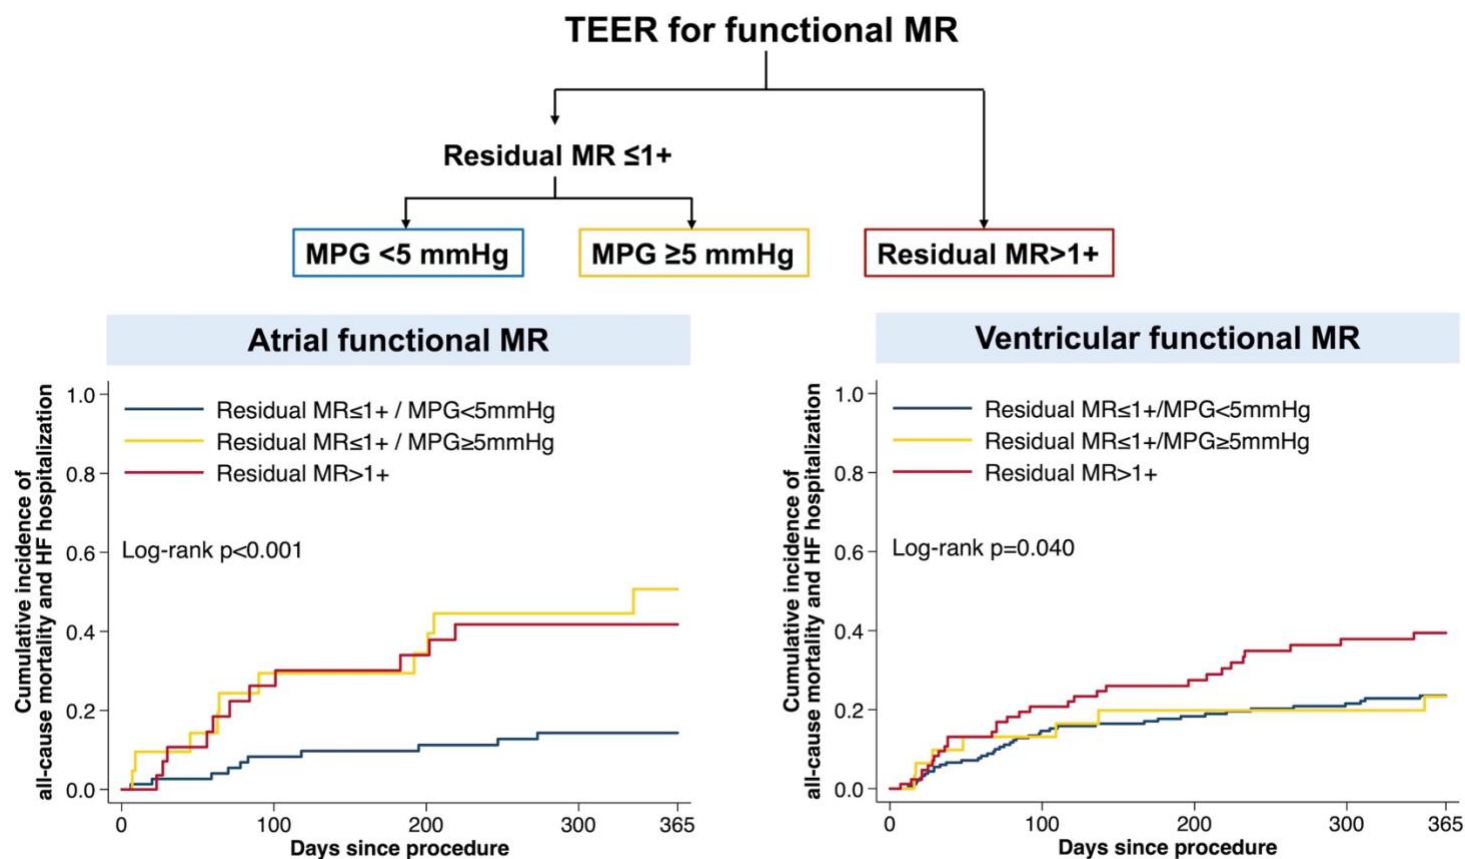 TEER for functional MR
Residual MR ≤1+
MPG <5 mmHg
MPG ≥5 mmHg
Residual MR>1+
Atrial functional MR
Cumulative incidence of
all-cause mortality and HF hospitalization
1.0
0.8
0.6
0.4
0.2
0.0
Residual MR≤1+ / MPG<5mmHg
Residual MR≤1+ / MPG≥5mmHg
Residual MR>1+
Log-rank p<0.001
0
100
200
300
365
Days since procedure
Ventricular functional MR
Cumulative incidence of
all-cause mortality and HF hospitalization
1.0
0.8
0.6
0.4
0.2
0.0
Residual MR≤1+/MPG<5mmHg
Residual MR≤1+/MPG≥5mmHg
Residual MR>1+
Log-rank p=0.040
0
100
200
300
365
Days since procedure